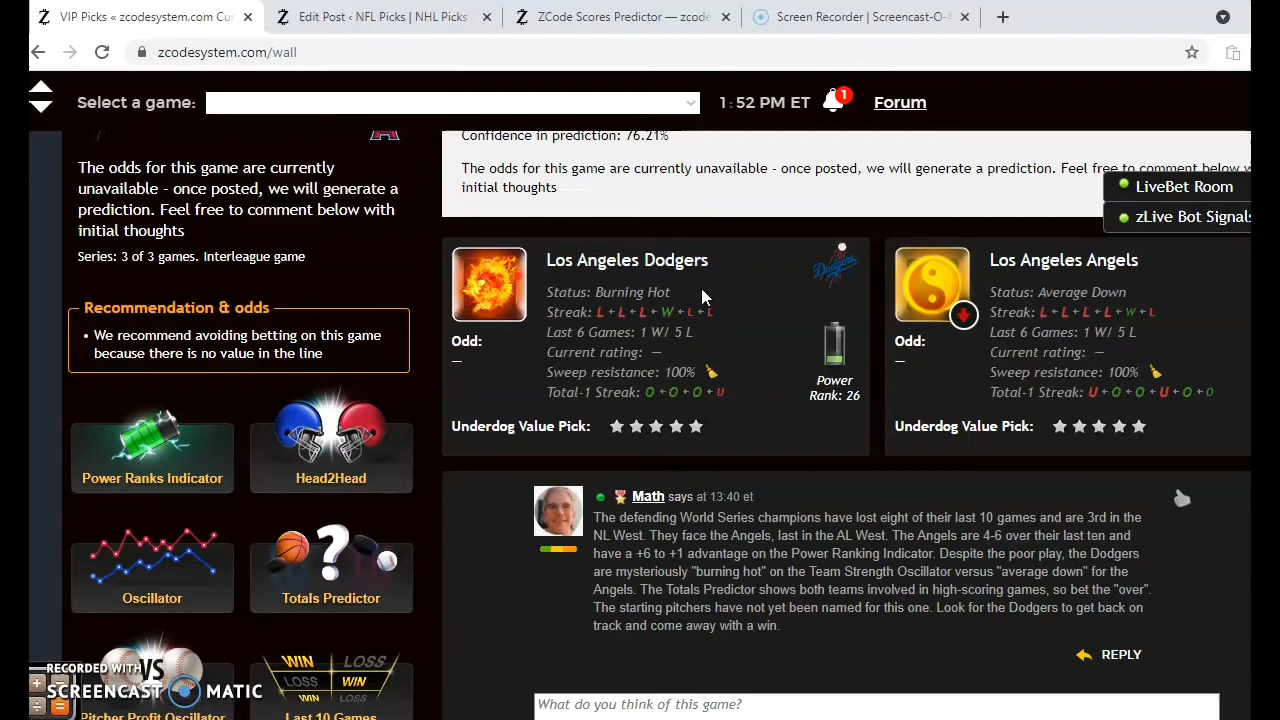 VIP Picks « zcodesystem.com Cus
Edit Post ‹ NFL Picks | NHL Picks
ZCode Scores Predictor — zcode
Screen Recorder | Screencast-O-
zcodesystem.com/wall
Select a game:
1:52 PM ET
1
Forum
The odds for this game are currently
unavailable - once posted, we will generate a
prediction. Feel free to comment below with
initial thoughts
Series: 3 of 3 games. Interleague game
Recommendation & odds
• We recommend avoiding betting on this game
because there is no value in the line
Power Ranks Indicator
Head2Head
Oscillator
Totals Predictor
VS
Pitcher Profit Oscillator
WIN LOSS
LOSS WIN
WIN LOSS
Last 10 Games
RECORDED WITH
SCREENCAST MATIC
Confidence in prediction: 76.21%
The odds for this game are currently unavailable - once posted, we will generate a prediction. Feel free to comment below w
initial thoughts
LiveBet Room
zLive Bot Signals
Los Angeles Dodgers
Dodgers
Status: Burning Hot
Streak: L - L - L - W - L - L
Last 6 Games: 1 W/ 5 L
Odd:
—
Current rating: —
Sweep resistance: 100%
Total-1 Streak: O - O - O - U
Power
Rank: 26
Underdog Value Pick:
Los Angeles Angels
Status: Average Down
Streak: L - L - L - L - W - L
Last 6 Games: 1 W/ 5 L
Odd:
—
Current rating: —
Sweep resistance: 100%
Total-1 Streak: U - O - O - U - O - O
Underdog Value Pick:
Math says at 13:40 et
The defending World Series champions have lost eight of their last 10 games and are 3rd in the
NL West. They face the Angels, last in the AL West. The Angels are 4-6 over their last ten and
have a +6 to +1 advantage on the Power Ranking Indicator. Despite the poor play, the Dodgers
are mysteriously "burning hot" on the Team Strength Oscillator versus "average down" for the
Angels. The Totals Predictor shows both teams involved in high-scoring games, so bet the "over".
The starting pitchers have not yet been named for this one. Look for the Dodgers to get back on
track and come away with a win.
REPLY
What do you think of this game?